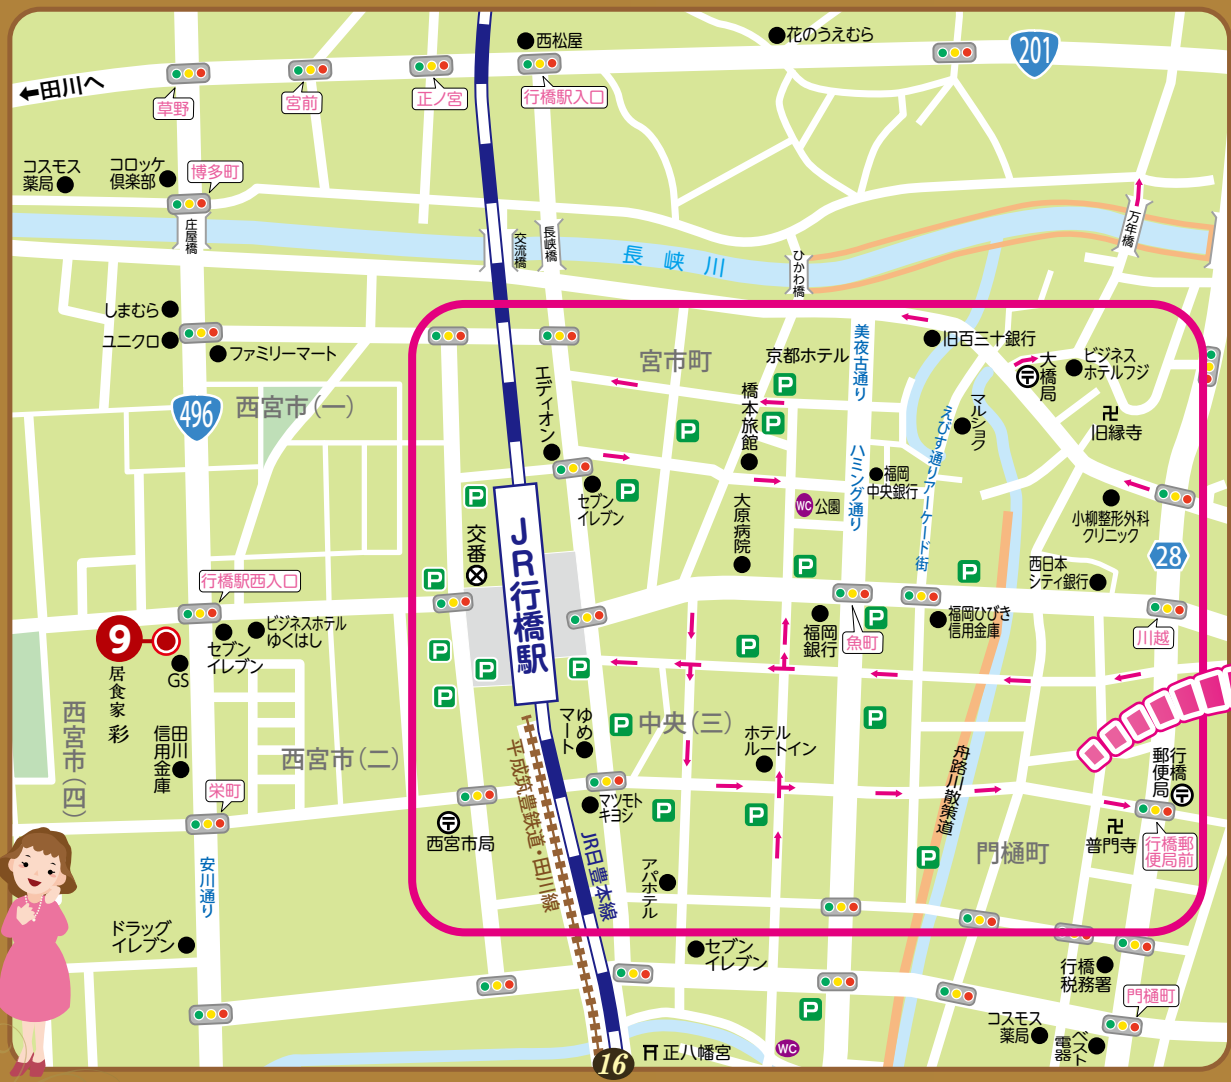 西松屋
花のうえむら
201
←田川へ
草野
宮前
正ノ宮
行橋駅入口
コスモス
薬局
コロッケ
倶楽部
博多町
庄屋橋
交流橋
長峡橋
長峡川
ひかわ橋
万年橋
しまむら
ユニクロ
ファミリーマート
496
西宮市(一)
エディオン
宮市町
京都ホテル
P
美夜古通り
旧百三十銀行
大橋局
ビジネス
ホテルフジ
卍
旧縁寺
橋本旅館
P
P
マルショク
えびす通りアーケード街
ハミング通り
福岡
中央銀行
セブン
イレブン
P
P
WC
公園
大原病院
小柳整形外科
クリニック
28
交番
JR行橋駅
P
P
P
西日本
シティ銀行
行橋駅西入口
ビジネスホテル
ゆくはし
セブン
イレブン
9
居食家 彩
GS
福岡
銀行
魚町
P
福岡ひびき
信用金庫
川越
P
P
P
P
P
P
西宮市(四)
田川
信用金庫
西宮市(二)
栄町
ゆめ
マート
P
中央(三)
ホテル
ルートイン
P
舟路川散策道
行橋
郵便局
〒
〒
西宮市局
マツモト
キヨシ
P
P
平成筑豊鉄道・田川線
JR日豊本線
アパホテル
P
門樋町
卍
普門寺
行橋郵
便局前
安川通り
ドラッグ
イレブン
セブン
イレブン
行橋
税務署
門樋町
P
コスモス
薬局
ベスト
電器
16
正八幡宮
WC
〒